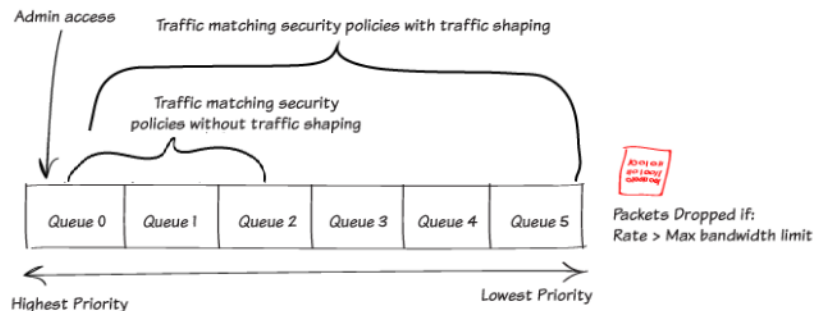 Admin access
Traffic matching security policies with traffic shaping
Traffic matching security
policies without traffic shaping
Queue 0
Queue 1
Queue 2
Queue 3
Queue 4
Queue 5
Packets Dropped if:
Rate > Max bandwidth limit
Highest Priority
Lowest Priority